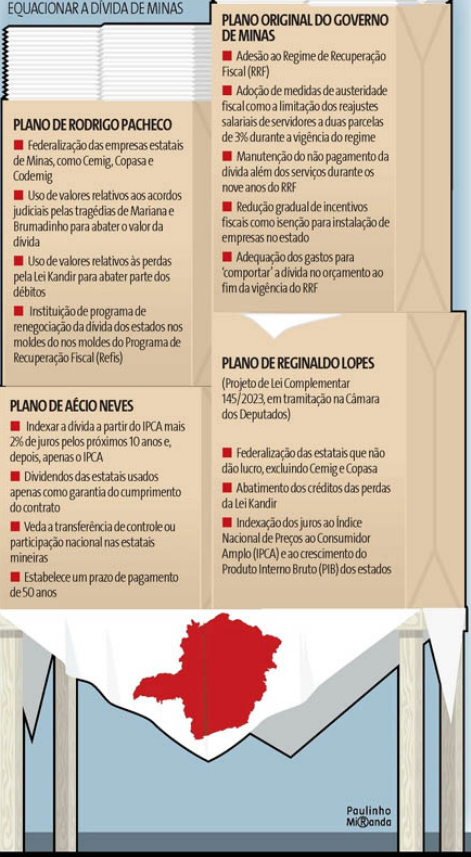 EQUACIONAR A DÍVIDA DE MINAS
PLANO DE RODRIGO PACHECO
Federalização das empresas estatais
de Minas, como Cemig, Copasa e
Codemig
Uso de valores relativos aos acordos
judiciais pelas tragédias de Mariana e
Brumadinho para abater o valor da
dívida
Uso de valores relativos às perdas
pela Lei Kandir para abater parte dos
débitos
Instituição de programa de
renegociação da dívida dos estados nos
moldes do nos moldes do Programa de
Recuperação Fiscal (Refis)
PLANO DE AÉCIO NEVES
Indexar a dívida a partir do IPCA mais
2% de juros pelos próximos 10 anos e,
depois, apenas o IPCA
Dividendos das estatais usados
apenas como garantia do cumprimento
do contrato
Veda a transferência de controle ou
participação nacional nas estatais
mineiras
Estabelece um prazo de pagamento
de 50 anos
PLANO ORIGINAL DO GOVERNO
DE MINAS
Adesão ao Regime de Recuperação
Fiscal (RRF)
Adoção de medidas de austeridade
fiscal como a limitação dos reajustes
salariais de servidores a duas parcelas
de 3% durante a vigência do regime
Manutenção do não pagamento da
dívida além dos serviços durante os
nove anos do RRF
Redução gradual de incentivos
fiscais como isenção para instalação de
empresas no estado
Adequação dos gastos para
'comportar' a dívida no orçamento ao
fim da vigência do RRF
PLANO DE REGINALDO LOPES
(Projeto de Lei Complementar
145/2023, em tramitação na Câmara
dos Deputados)
Federalização das estatais que não
dão lucro, excluindo Cemig e Copasa
Abatimento dos créditos das perdas
da Lei Kandir
Indexação dos juros ao Índice
Nacional de Preços ao Consumidor
Amplo (IPCA) e ao crescimento do
Produto Interno Bruto (PIB) dos estados
Paulinho
MiRanda